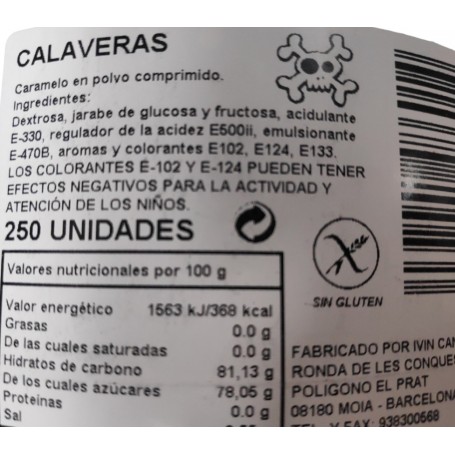 CALAVERAS
Caramelo en polvo comprimido.
Ingredientes:
Dextrosa, jarabe de glucosa y fructosa, acidulante
E-330, regulador de la acidez E500ii, emulsionante
E-470B, aromas y colorantes E102, E124, E133.
LOS COLORANTES E-102 Y E-124 PUEDEN TENER
EFECTOS NEGATIVOS PARA LA ACTIVIDAD Y
ATENCIÓN DE LOS NIÑOS.
250 UNIDADES
Valores nutricionales por 100 g
Valor energético 1563 kJ/368 kcal
Grasas 0.0 g
De las cuales saturadas 0.0 g
Hidratos de carbono 81,13 g
De los cuales azúcares 78,05 g
Proteínas 0.0 g
Sal
SIN GLUTEN
FABRICADO POR IVIN
RONDA DE LES
POLIGONO EL PRAT
08180 MOIA - BARCELONA
Y FAX: 938300568